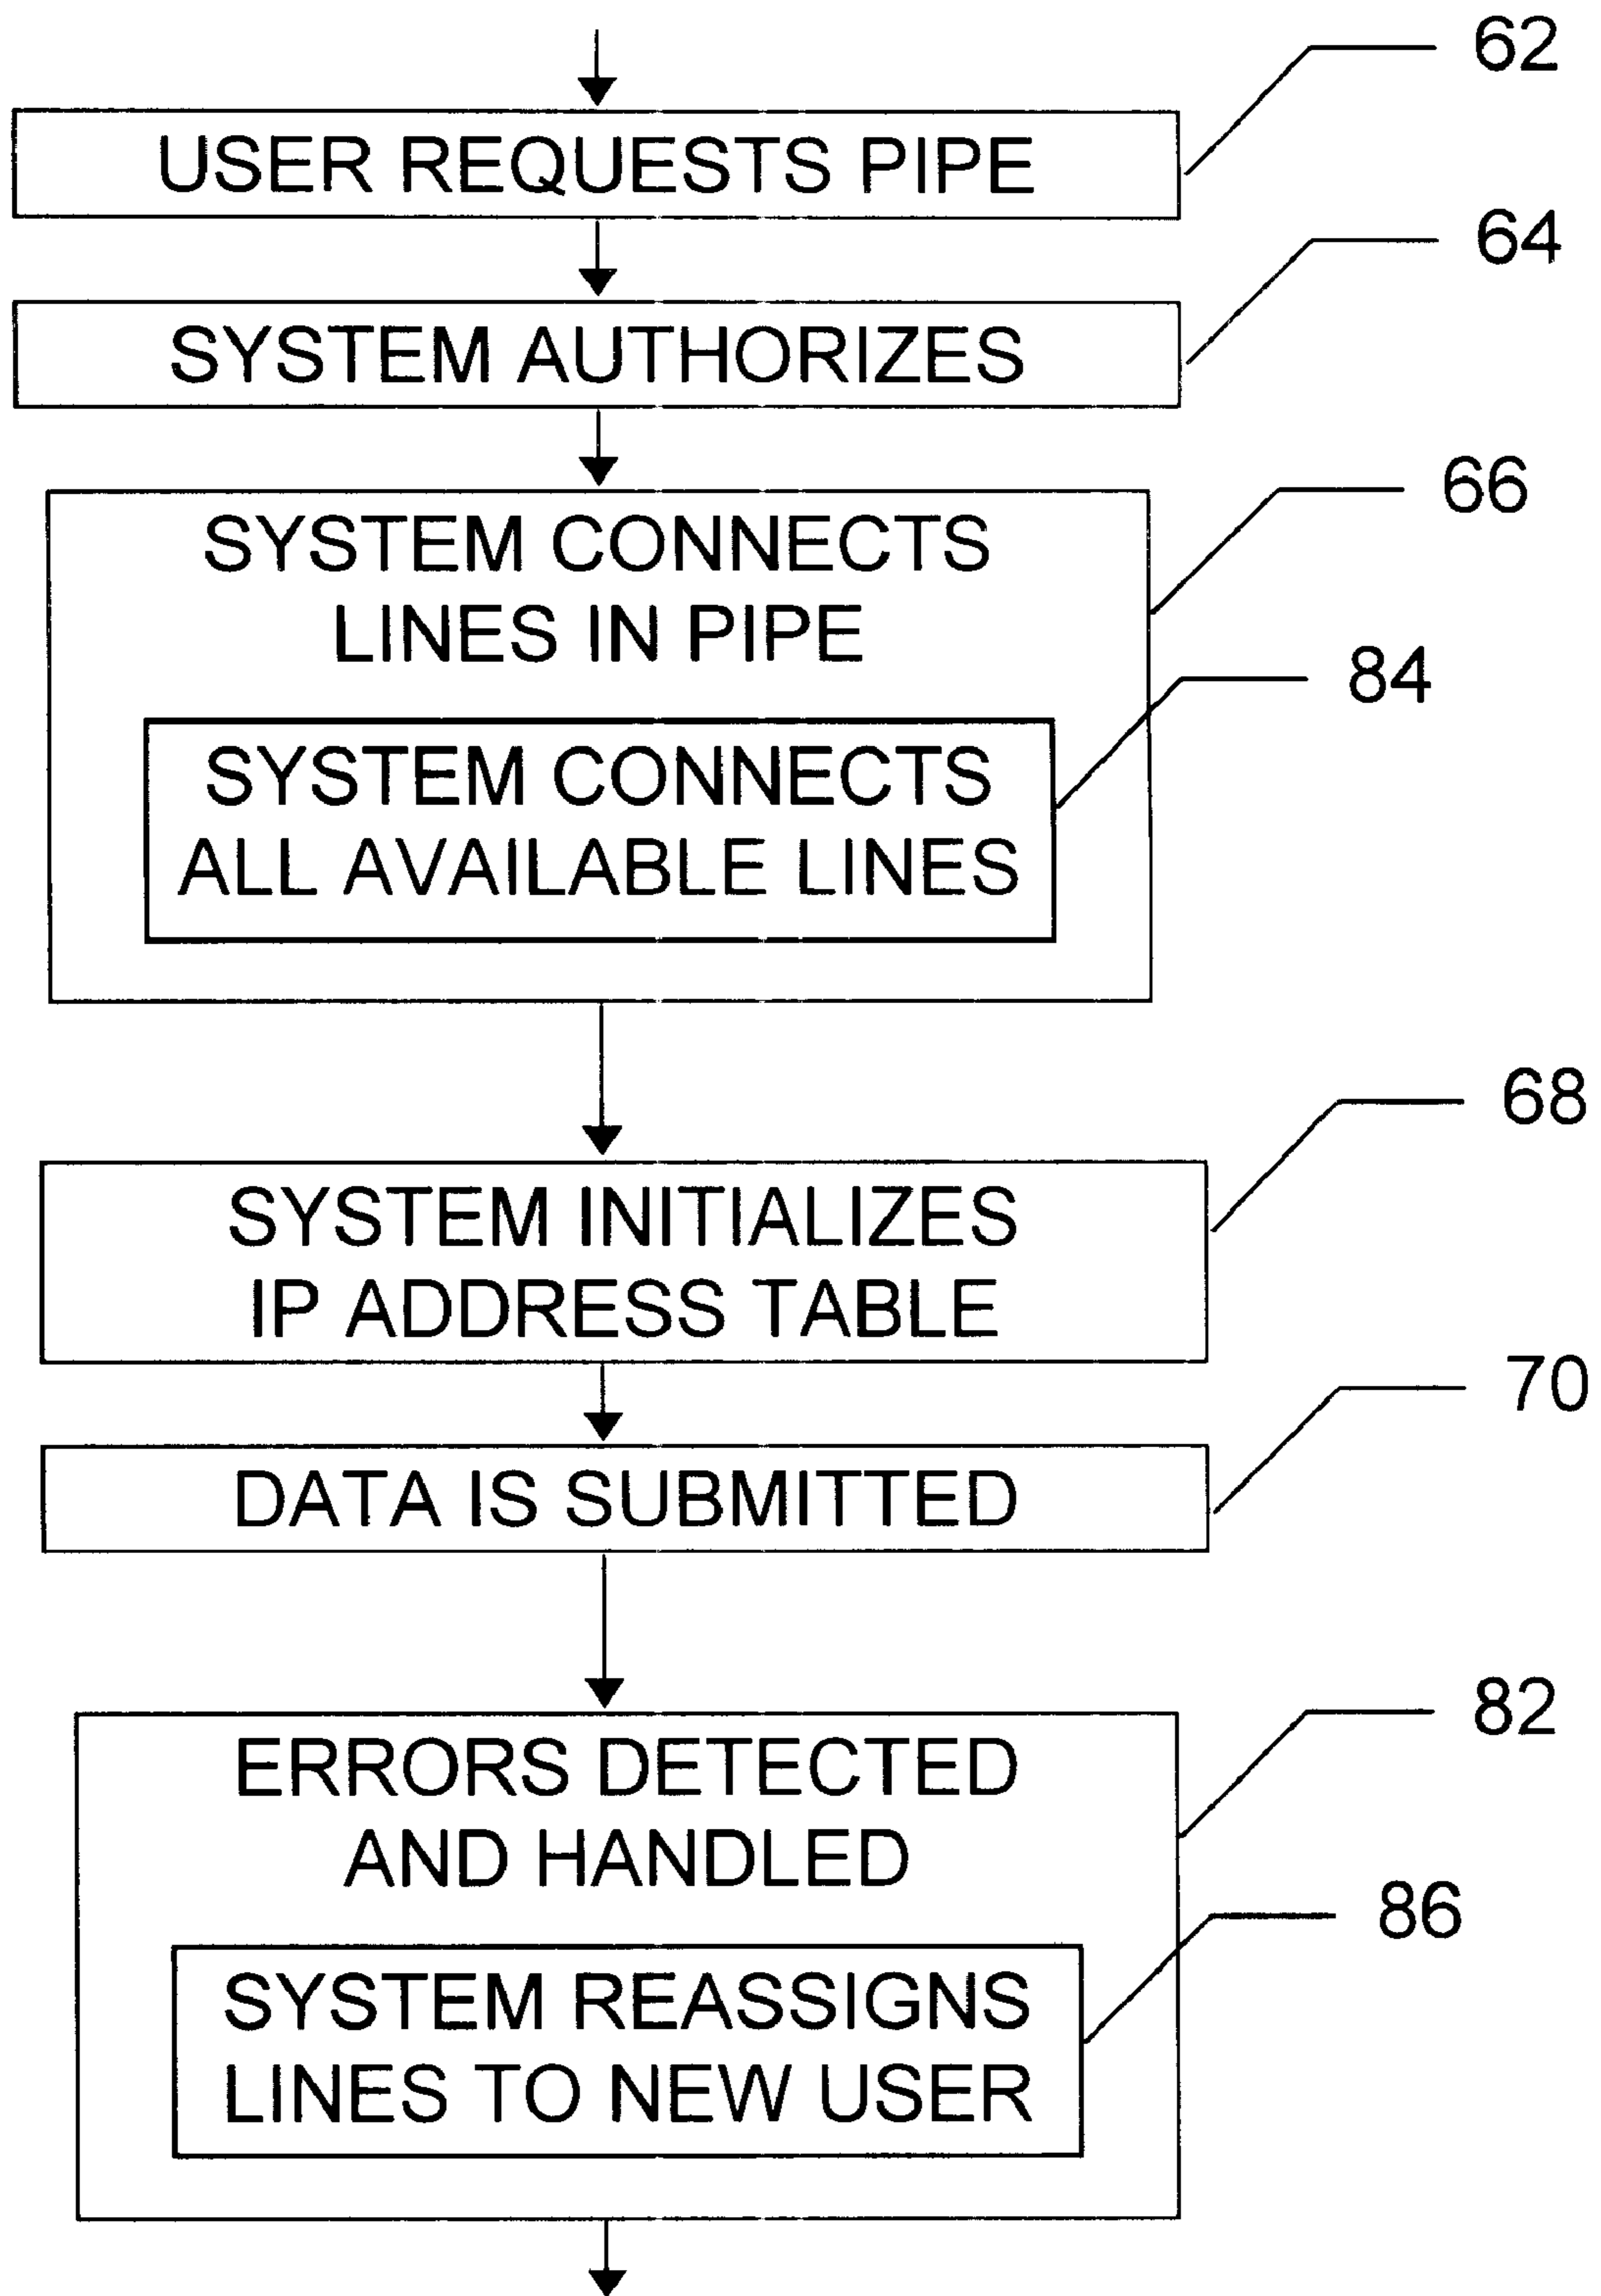 62
USER REQUESTS PIPE
64
SYSTEM AUTHORIZES
66
SYSTEM CONNECTS
LINES IN PIPE
84
SYSTEM CONNECTS
ALL AVAILABLE LINES
68
SYSTEM INITIALIZES
IP ADDRESS TABLE
70
DATA IS SUBMITTED
82
ERRORS DETECTED
AND HANDLED
86
SYSTEM REASSIGNS
LINES TO NEW USER